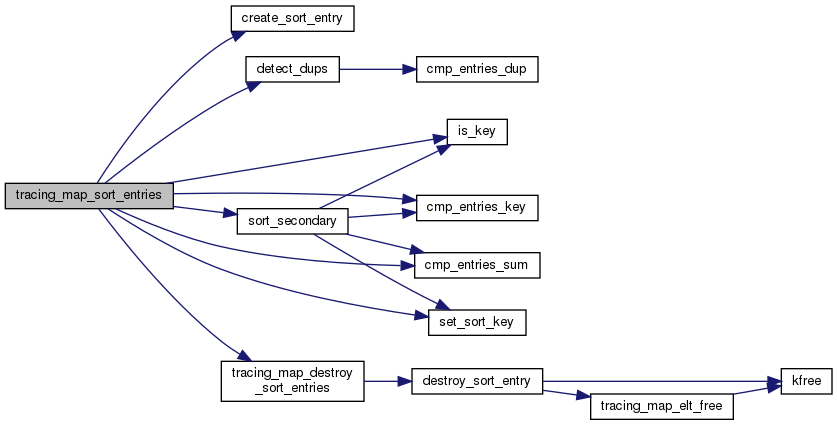 create_sort_entry
detect_dups
cmp_entries_dup
is_key
tracing_map_sort_entries
cmp_entries_key
sort_secondary
cmp_entries_sum
set_sort_key
tracing_map_destroy
_sort_entries
destroy_sort_entry
kfree
tracing_map_elt_free